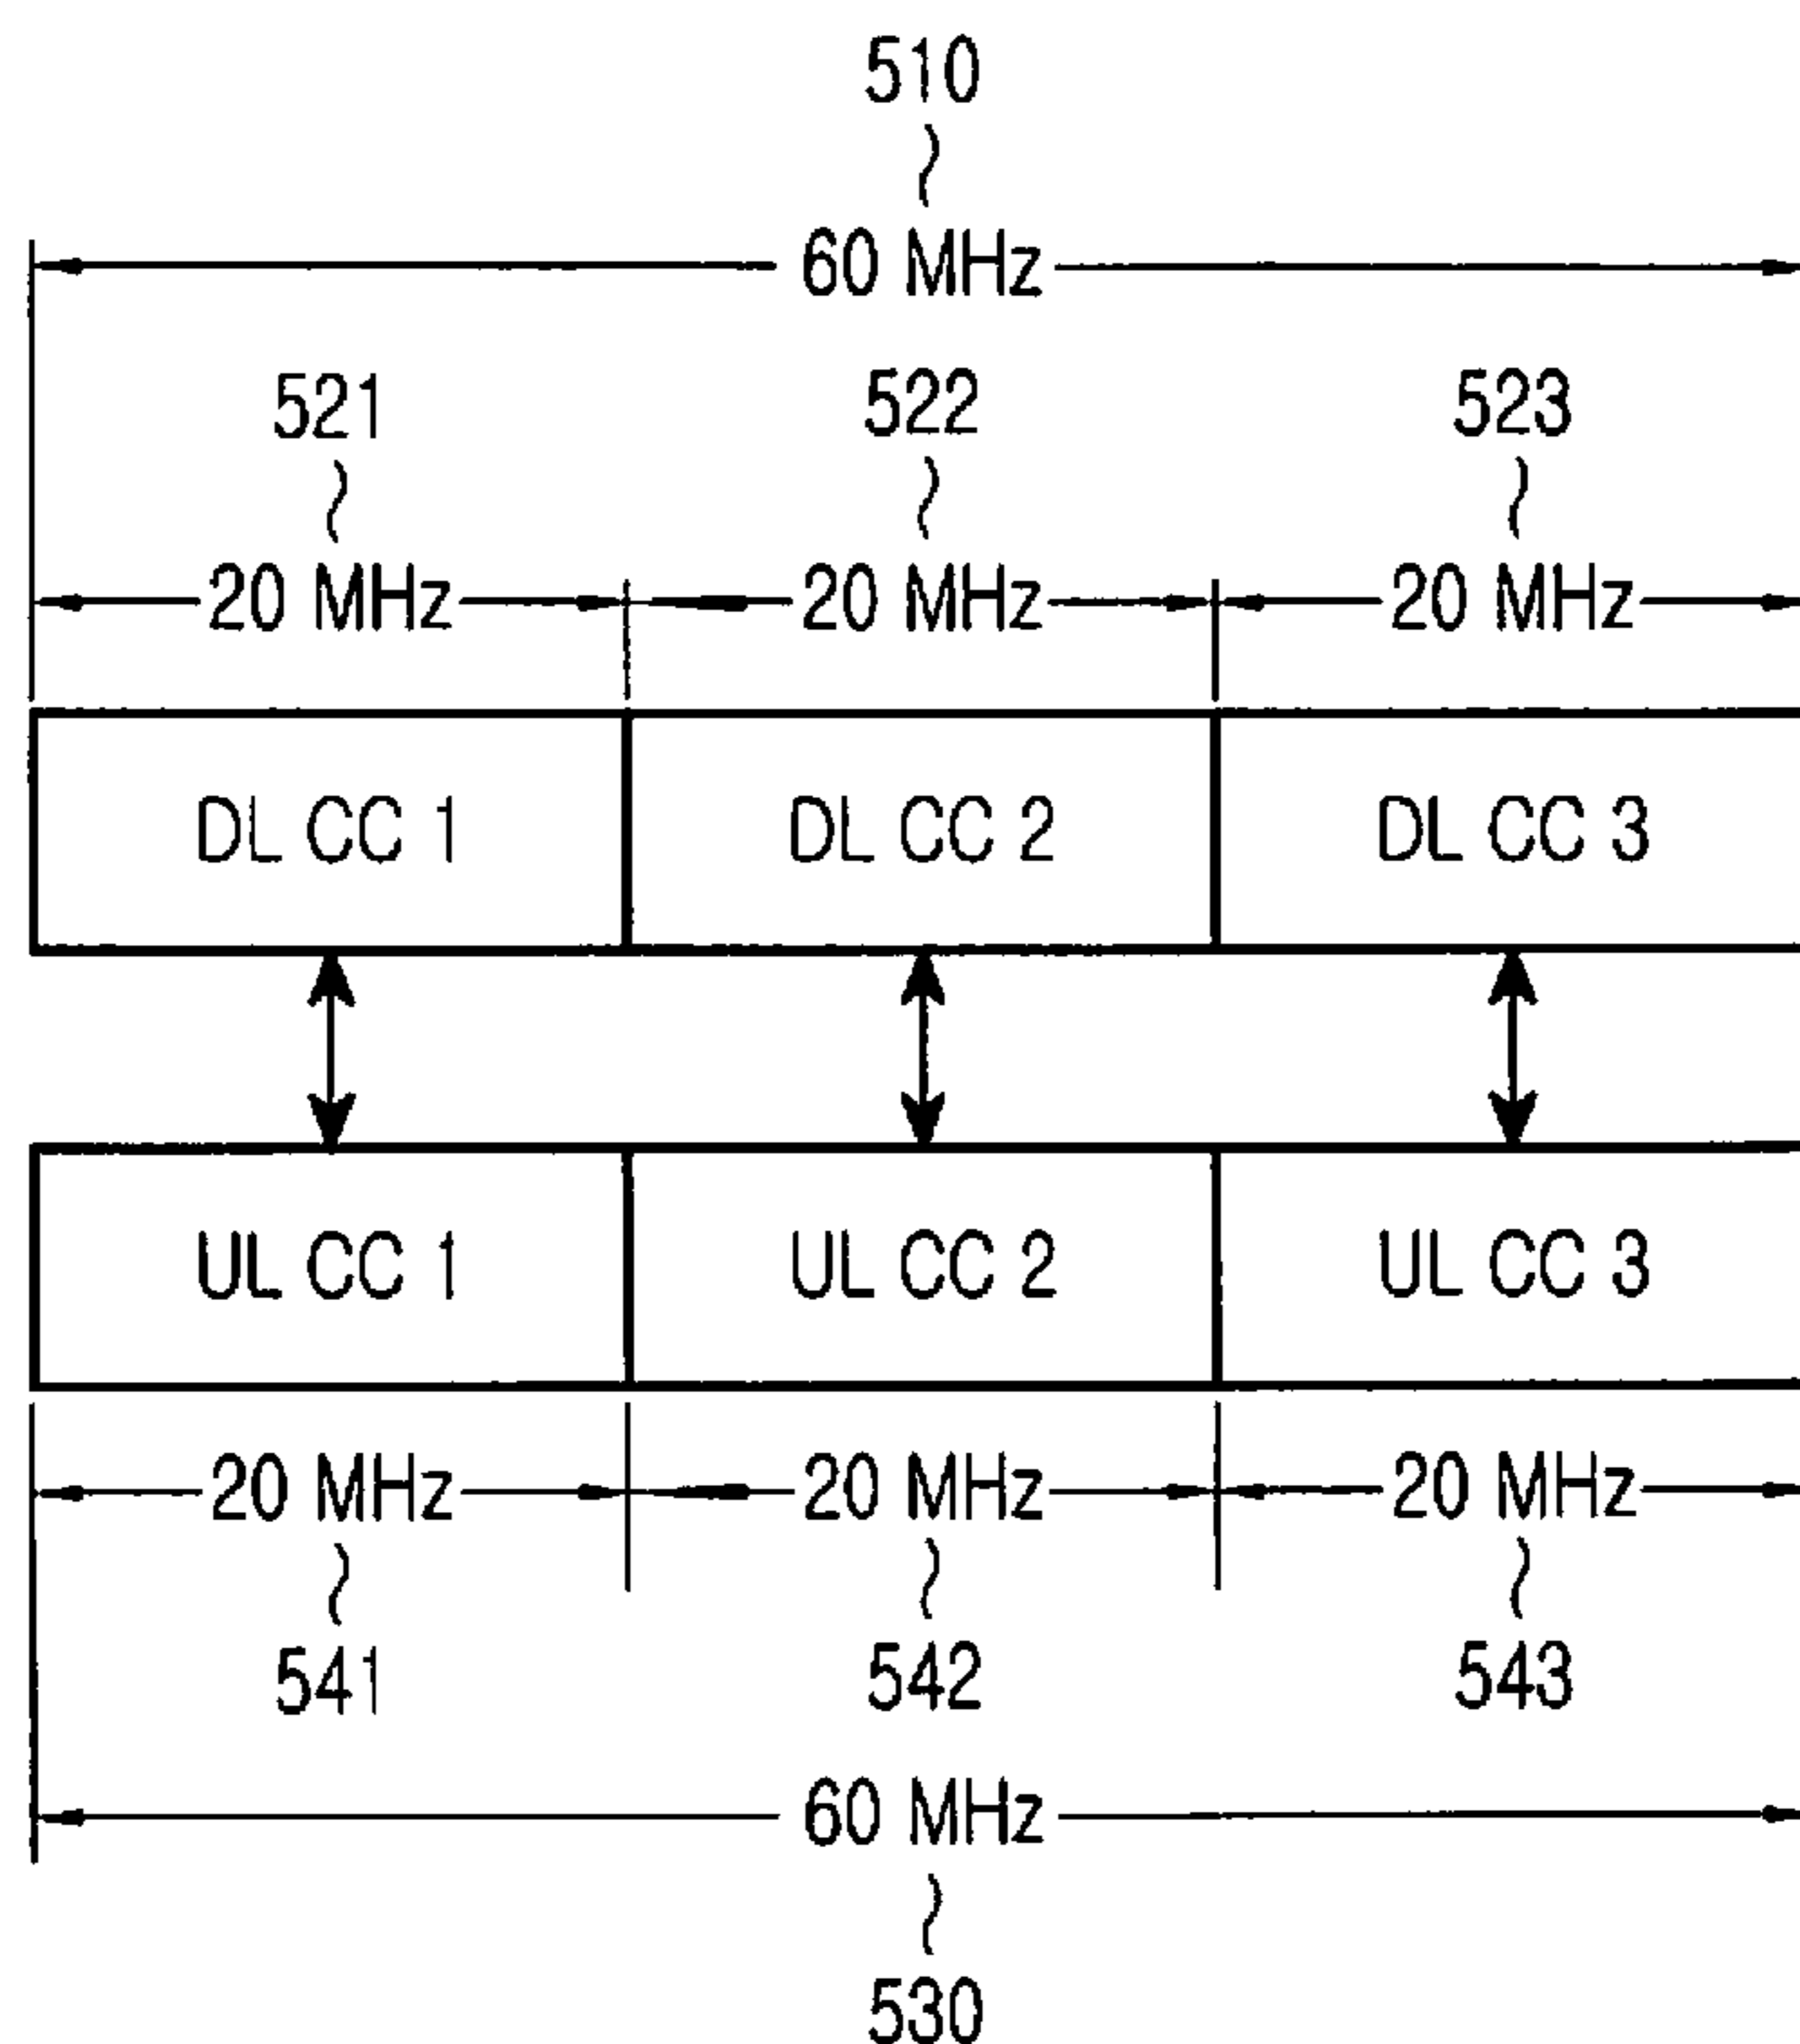 510
60 MHz
521 522 523
20 MHz 20 MHz 20 MHz
DL CC 1 DL CC 2 DL CC 3
UL CC 1 UL CC 2 UL CC 3
20 MHz 20 MHz 20 MHz
541 542 543
60 MHz
530